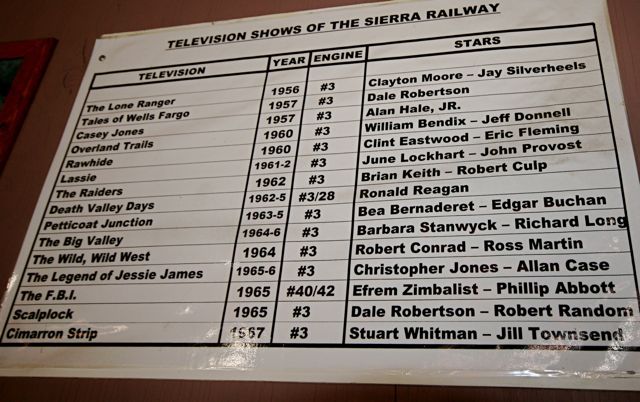 TELEVISION SHOWS OF THE SIERRA RAILWAY
TELEVISION YEAR ENGINE STARS
The Lone Ranger 1956 #3 Clayton Moore – Jay Silverheels
Tales of Wells Fargo 1957 #3 Dale Robertson
Casey Jones 1957 #3 Alan Hale, JR.
Overland Trails 1960 #3 William Bendix – Jeff Donnell
Rawhide 1960 #3 Clint Eastwood – Eric Fleming
Lassie 1961-2 #3 June Lockhart – John Provost
The Raiders 1962 #3 Brian Keith – Robert Culp
Death Valley Days 1962-5 #3/28 Ronald Reagan
Petticoat Junction 1963-5 #3 Bea Bernaderet – Edgar Buchan
The Big Valley 1964-6 #3 Barbara Stanwyck – Richard Long
The Wild, Wild West 1964 #3 Robert Conrad – Ross Martin
The Legend of Jessie James 1965-6 #3 Christopher Jones – Allan Case
The F.B.I. 1965 #40/42 Efrem Zimbalist – Phillip Abbott
Scalplock 1965 #3 Dale Robertson – Robert Random
Cimarron Strip 1967 #3 Stuart Whitman – Jill Townsend